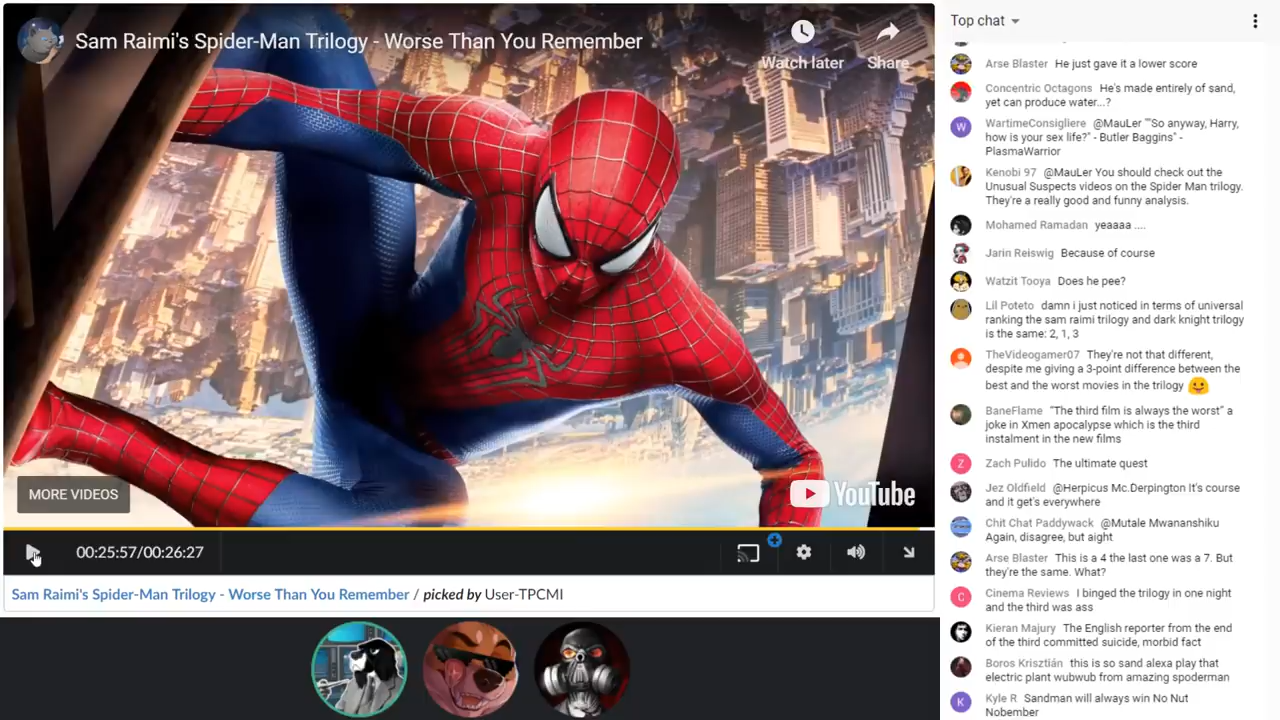 Sam Raimi's Spider-Man Trilogy - Worse Than You Remember
Watch later
Share
MORE VIDEOS
YouTube
00:25:57/00:26:27
Sam Raimi's Spider-Man Trilogy - Worse Than You Remember / picked by User-TPCMI
Top chat
Arse Blaster He just gave it a lower score
Concentric Octagons He's made entirely of sand,
yet can produce water...?
W
WartimeConsigliere @MauLer ""So anyway, Harry,
how is your sex life?" - Butler Baggins" -
PlasmaWarrior
Kenobi 97 @MauLer You should check out the
Unusual Suspects videos on the Spider Man trilogy.
They're a really good and funny analysis.
Mohamed Ramadan yeaaaa ....
Jarin Reiswig Because of course
Watzit Tooya Does he pee?
Lil Poteto damn i just noticed in terms of universal
ranking the sam raimi trilogy and dark knight trilogy
is the same: 2, 1, 3
TheVideogamer07 They're not that different,
despite me giving a 3-point difference between the
best and the worst movies in the trilogy
BaneFlame "The third film is always the worst" a
joke in Xmen apocalypse which is the third
instalment in the new films
Z
Zach Pulido The ultimate quest
Jez Oldfield @Herpicus Mc.Derpington It's course
and it get's everywhere
Chit Chat Paddywack @Mutale Mwananshiku
Again, disagree, but aight
Arse Blaster This is a 4 the last one was a 7. But
they're the same. What?
C
Cinema Reviews I binged the trilogy in one night
and the third was ass
Kieran Majury The English reporter from the end
of the third committed suicide, morbid fact
Boros Krisztián this is so sand alexa play that
electric plant wubwub from amazing spoderman
K
Kyle R Sandman will always win No Nut
Nobember